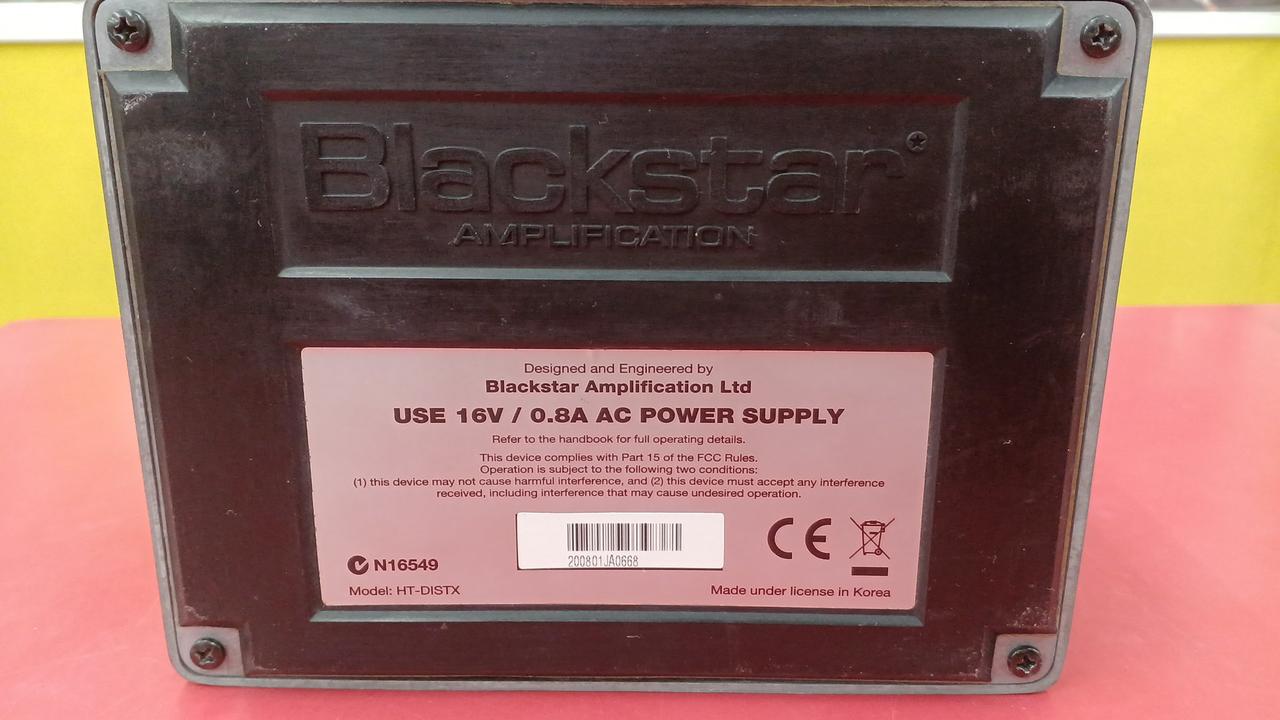 Blackstar
AMPLIFICATION
Designed and Engineered by
Blackstar Amplification Ltd
USE 16V / 0.8A AC POWER SUPPLY
Refer to the handbook for full operating details.
This device complies with Part 15 of the FCC Rules.
Operation is subject to the following two conditions:
(1) this device may not cause harmful interference, and (2) this device must accept any interference
received, including interference that may cause undesired operation.
200801JA0668
CE
N16549
Model: HT-DISTX
Made under license in Korea